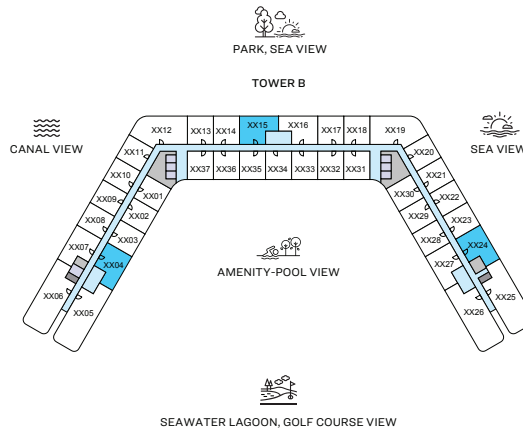 PARK, SEA VIEW
TOWER B
CANAL VIEW
SEA VIEW
XX12
XX13
XX14
XX15
XX16
XX17
XX18
XX19
XX11
XX10
XX09
XX08
XX07
XX06
XX01
XX02
XX03
XX04
XX05
XX37
XX36
XX35
XX34
XX33
XX32
XX31
XX20
XX21
XX22
XX23
XX24
XX25
XX30
XX29
XX28
XX27
XX26
AMENITY-POOL VIEW
SEAWATER LAGOON, GOLF COURSE VIEW